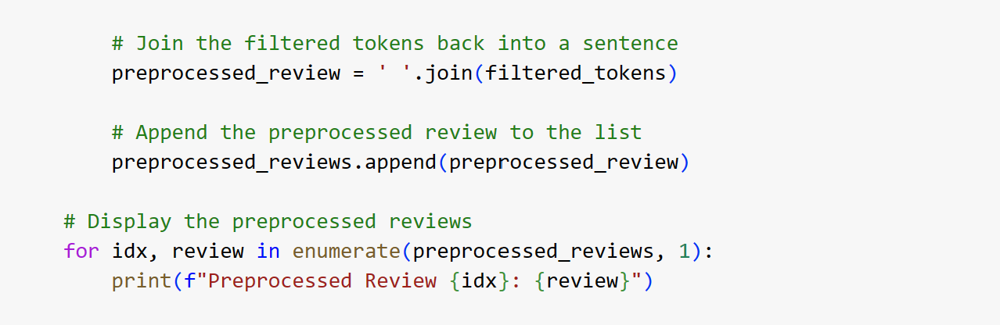 # Join the filtered tokens back into a sentence
preprocessed_review = ' '.join(filtered_tokens)
# Append the preprocessed review to the list
preprocessed_reviews.append(preprocessed_review)
# Display the preprocessed reviews
for idx, review in enumerate(preprocessed_reviews, 1):
print(f"Preprocessed Review {idx}: {review}")